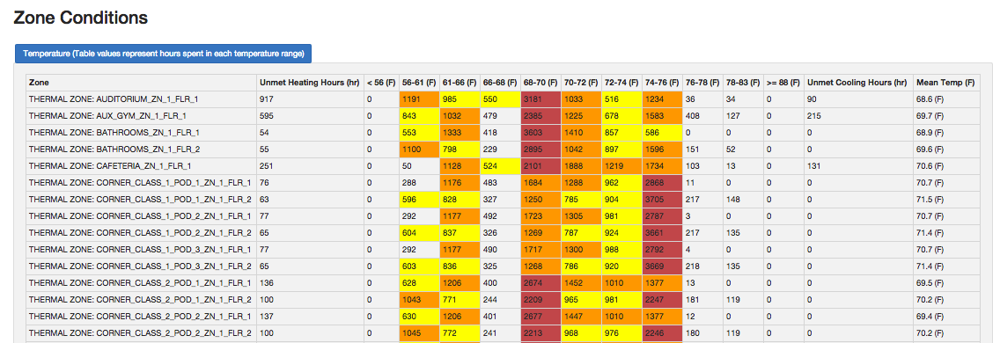 Zone Conditions
Temperature (Table values represent hours spent in each temperature range)
Zone Unmet Heating Hours (hr) < 56 (F) 56-61 (F) 61-66 (F) 66-68 (F) 68-70 (F) 70-72 (F) 72-74 (F) 74-76 (F) 76-78 (F) 78-83 (F) >= 88 (F) Unmet Cooling Hours (hr) Mean Temp (F)
THERMAL ZONE: AUDITORIUM_ZN_1_FLR_1 917 0 1191 985 550 3181 1033 516 1234 36 34 0 90 68.6 (F)
THERMAL ZONE: AUX_GYM_ZN_1_FLR_1 595 0 843 1032 479 2385 1225 678 1583 408 127 0 215 69.7 (F)
THERMAL ZONE: BATHROOMS_ZN_1_FLR_1 54 0 553 1333 418 3603 1410 857 586 0 0 0 0 68.9 (F)
THERMAL ZONE: BATHROOMS_ZN_1_FLR_2 55 0 1100 798 229 2895 1042 897 1596 151 52 0 0 69.6 (F)
THERMAL ZONE: CAFETERIA_ZN_1_FLR_1 251 0 50 1128 524 2101 1888 1219 1734 103 13 0 131 70.6 (F)
THERMAL ZONE: CORNER_CLASS_1_POD_1_ZN_1_FLR_1 76 0 288 1176 483 1684 1288 962 2868 11 0 0 0 70.7 (F)
THERMAL ZONE: CORNER_CLASS_1_POD_1_ZN_1_FLR_2 63 0 596 828 327 1250 785 904 3705 217 148 0 0 71.5 (F)
THERMAL ZONE: CORNER_CLASS_1_POD_2_ZN_1_FLR_1 77 0 292 1177 492 1723 1305 981 2787 3 0 0 0 70.7 (F)
THERMAL ZONE: CORNER_CLASS_1_POD_2_ZN_1_FLR_2 65 0 604 837 326 1269 787 924 3661 217 135 0 0 71.4 (F)
THERMAL ZONE: CORNER_CLASS_1_POD_3_ZN_1_FLR_1 77 0 292 1177 490 1717 1300 988 2792 4 0 0 0 70.7 (F)
THERMAL ZONE: CORNER_CLASS_1_POD_3_ZN_1_FLR_2 65 0 603 836 325 1268 786 920 3669 218 135 0 0 71.4 (F)
THERMAL ZONE: CORNER_CLASS_2_POD_1_ZN_1_FLR_1 136 0 628 1206 400 2674 1452 1010 1377 13 0 0 0 69.5 (F)
THERMAL ZONE: CORNER_CLASS_2_POD_1_ZN_1_FLR_2 100 0 1043 771 244 2209 965 981 2247 181 119 0 0 70.2 (F)
THERMAL ZONE: CORNER_CLASS_2_POD_2_ZN_1_FLR_1 137 0 630 1206 401 2677 1447 1010 1377 12 0 0 0 69.4 (F)
THERMAL ZONE: CORNER_CLASS_2_POD_2_ZN_1_FLR_2 100 0 1045 772 241 2213 968 976 2246 180 119 0 0 70.2 (F)